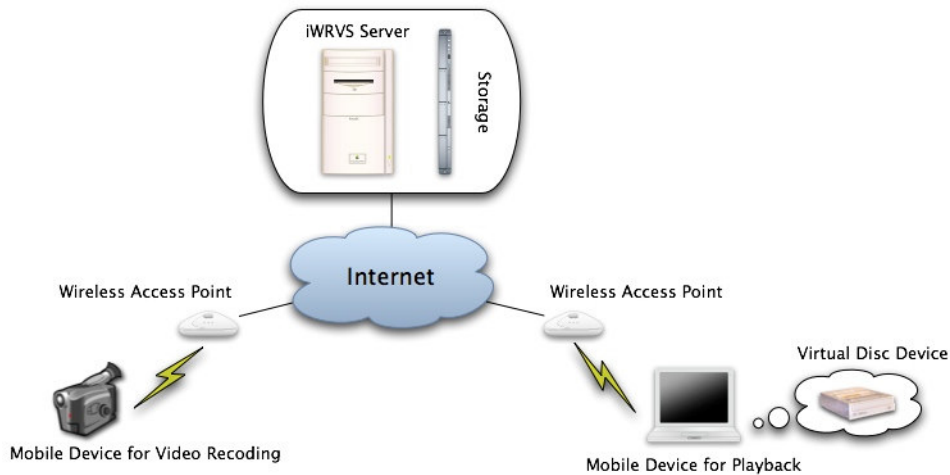 iWRVS Server
Storage
Internet
Wireless Access Point
Wireless Access Point
Virtual Disc Device
Mobile Device for Video Recoding
Mobile Device for Playback